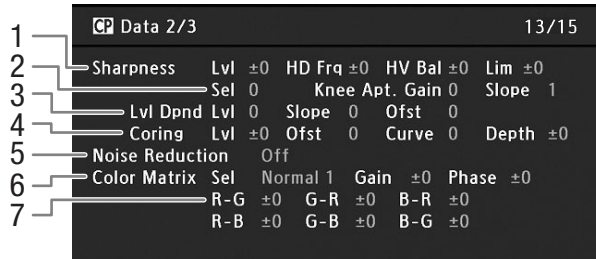 CP Data 2/3 13/15
1 Sharpness Lvl ±0 HD Frq ±0 HV Bal ±0 Lim ±0
2 Sel 0 Knee Apt. Gain 0 Slope 1
3 Lvl Dpnd Lvl 0 Slope 0 Ofst 0
4 Coring Lvl ±0 Ofst 0 Curve 0 Depth ±0
5 Noise Reduction Off
6 Color Matrix Sel Normal 1 Gain ±0 Phase ±0
7 R-G ±0 G-R ±0 B-R ±0
R-B ±0 G-B ±0 B-G ±0